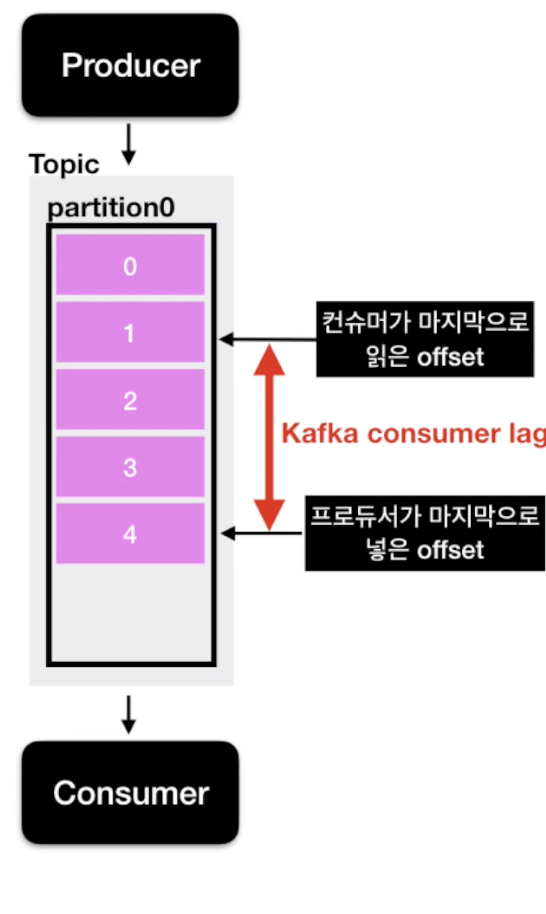 Producer
Topic
partition0
0
1
2
3
4
컨슈머가 마지막으로
읽은 offset
Kafka consumer lag
프로듀서가 마지막으로
넣은 offset
Consumer